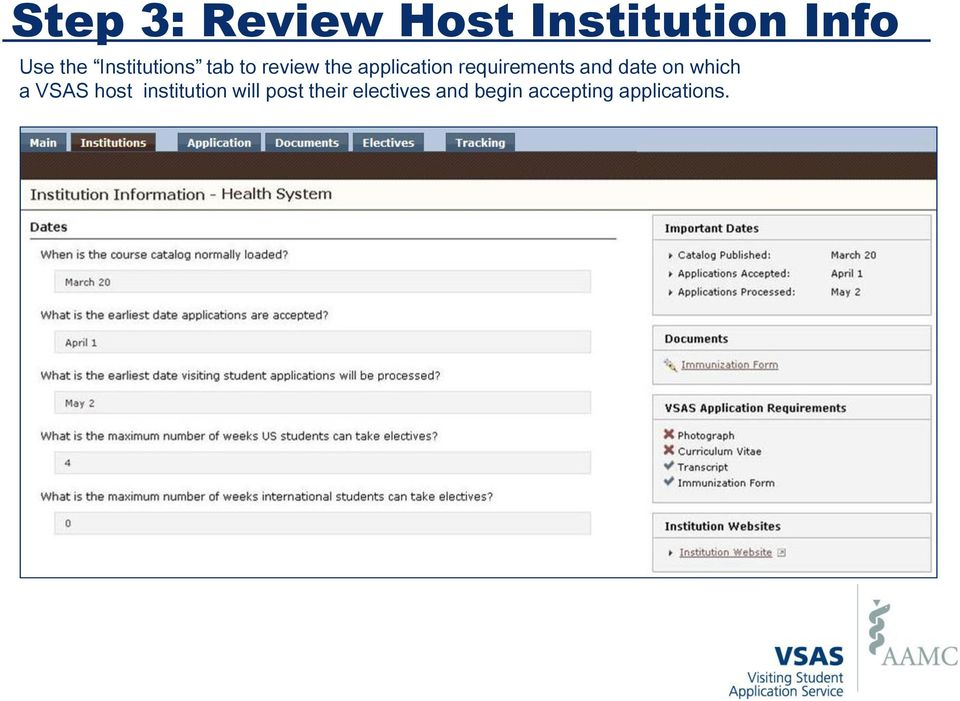 Step 3: Review Host Institution Info
Use the "Institutions" tab to review the application requirements and date on which
a VSAS host institution will post their electives and begin accepting applications.
Main Institutions Application Documents Electives Tracking
Institution Information - Health System
Dates
When is the course catalog normally loaded?
March 20
What is the earliest date applications are accepted?
April 1
What is the earliest date visiting student applications will be processed?
May 2
What is the maximum number of weeks US students can take electives?
4
What is the maximum number of weeks international students can take electives?
0
Important Dates
Catalog Published: March 20
Applications Accepted: April 1
Applications Processed: May 2
Documents
Immunization Form
VSAS Application Requirements
Photograph
Curriculum Vitae
Transcript
Immunization Form
Institution Websites
Institution Website
VSAS
Visiting Student
Application Service
AAMC